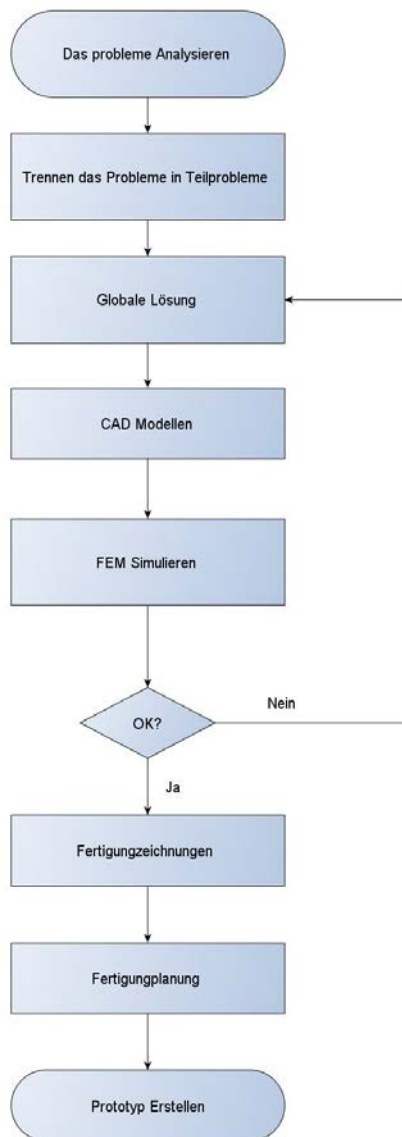 Das probleme Analysieren
Trennen das Probleme in Teilprobleme
Globale Lösung
CAD Modellen
FEM Simulieren
OK?
Nein
Ja
Fertigungzeichnungen
Fertigungplanung
Prototyp Erstellen